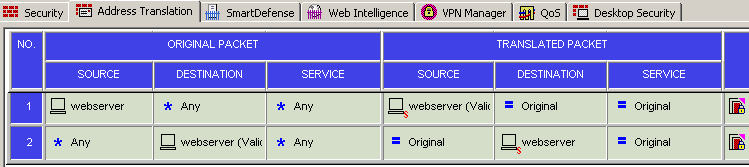 Security Address Translation SmartDefense Web Intelligence VPN Manager QoS Desktop Security
NO. ORIGINAL PACKET TRANSLATED PACKET
SOURCE DESTINATION SERVICE SOURCE DESTINATION SERVICE
1 webserver * Any * Any webserver (Valid = Original = Original
2 * Any webserver (Valid * Any = Original webserver = Original